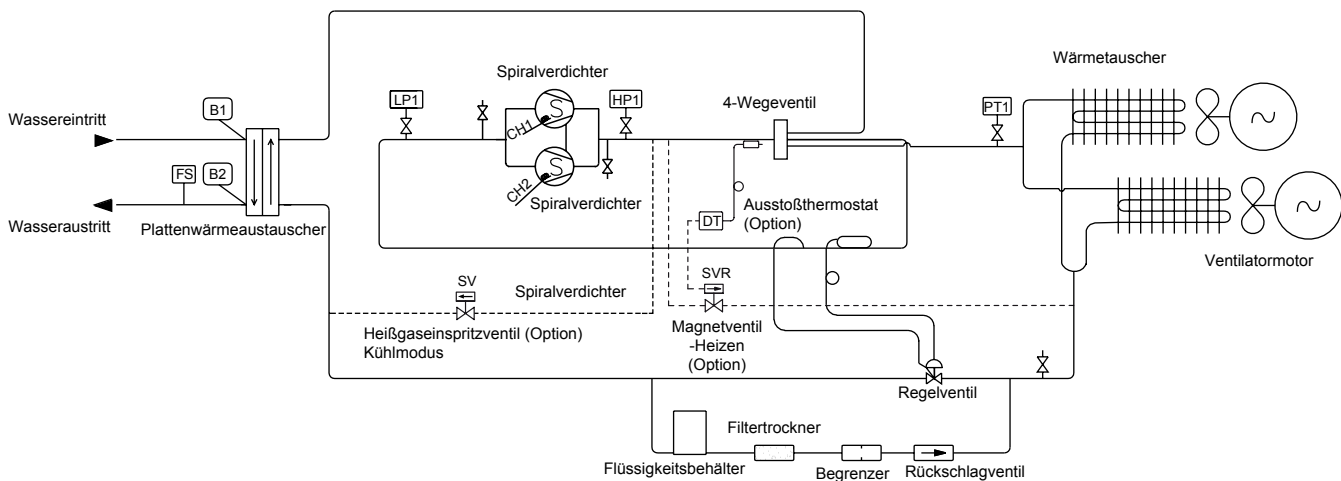 Wärmetauscher
Spiralverdichter
LP1
HP1
4-Wegeventil
PT1
B1
Wassereintritt
CH1
S
~
S
CH2
FS
B2
Spiralverdichter
Ausstoßthermostat
(Option)
DT
~
Wasseraustritt
Plattenwärmeaustauscher
Ventilatormotor
SV
Spiralverdichter
SVR
Heißgaseinspritzventil (Option)
Kühlmodus
Magnetventil
-Heizen
(Option)
Regelventil
Filtertrockner
Flüssigkeitsbehälter
Begrenzer
Rückschlagventil